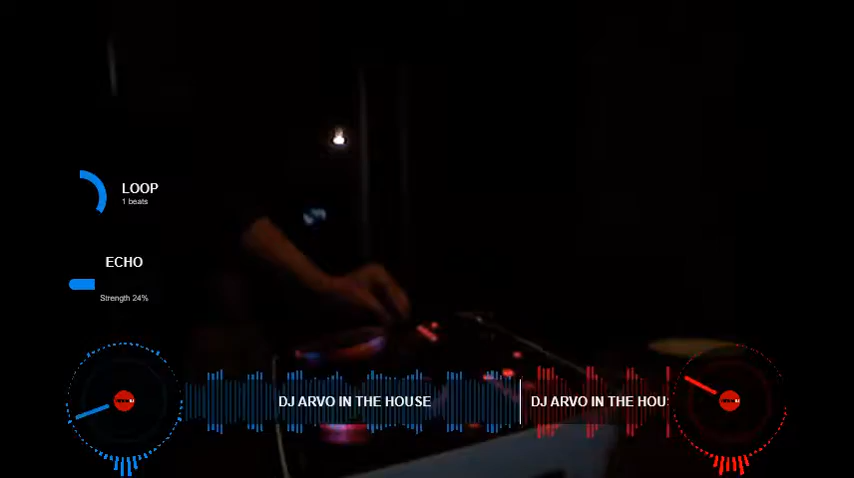 LOOP
1 beats
ECHO
Strength 24%
DJ ARVO IN THE HOUSE
DJ ARVO IN THE HOU